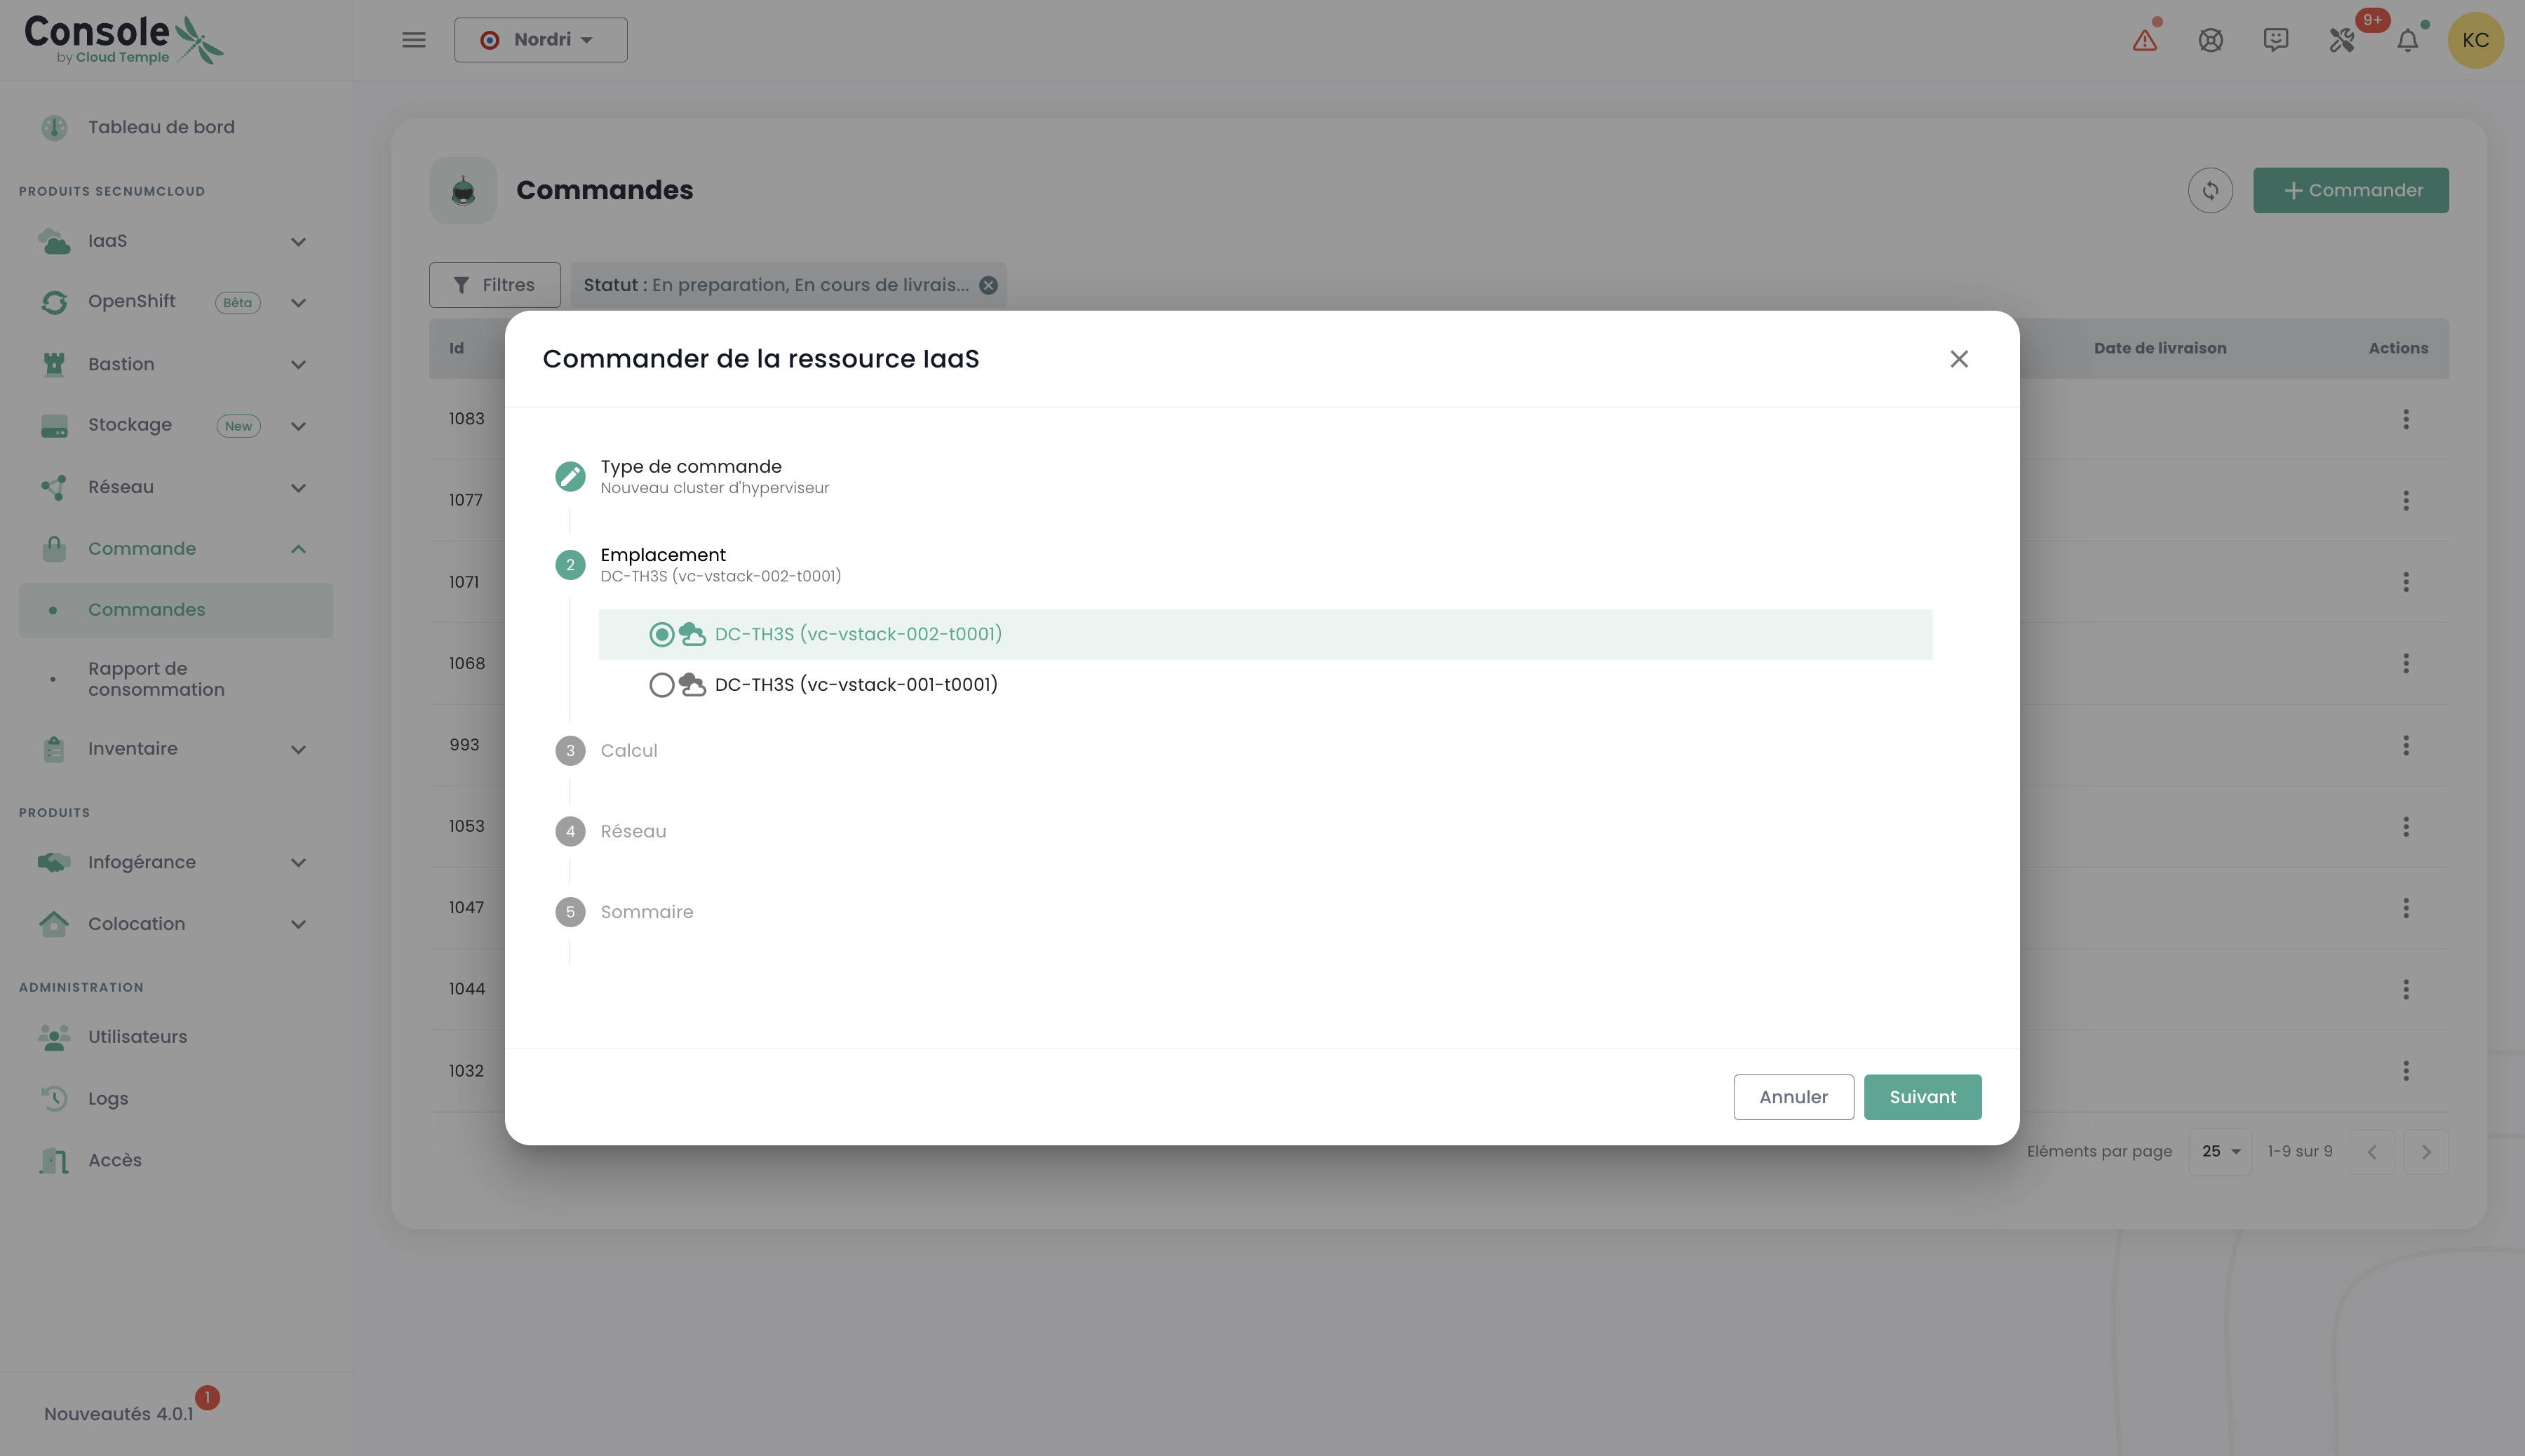 Console
by Cloud Temple
Nordri
9+
KC
Tableau de bord
PRODUITS SECNUMCLOUD
IaaS
OpenShift
Bêta
Bastion
Stockage
New
Réseau
Commande
Commandes
Rapport de
consommation
Inventaire
PRODUITS
Infogérance
Colocation
ADMINISTRATION
Utilisateurs
Logs
Accès
Nouveautés 4.0.1
1
Commandes
Commander
Filtres
Statut : En preparation, En cours de livrais...
Id
Date de livraison
Actions
1083
1077
1071
1068
993
1053
1047
1044
1032
Commander de la ressource IaaS
Type de commande
Nouveau cluster d'hyperviseur
2
Emplacement
DC-TH3S (vc-vstack-002-t0001)
DC-TH3S (vc-vstack-002-t0001)
DC-TH3S (vc-vstack-001-t0001)
3
Calcul
4
Réseau
5
Sommaire
Annuler
Suivant
Eléments par page
25
1-9 sur 9